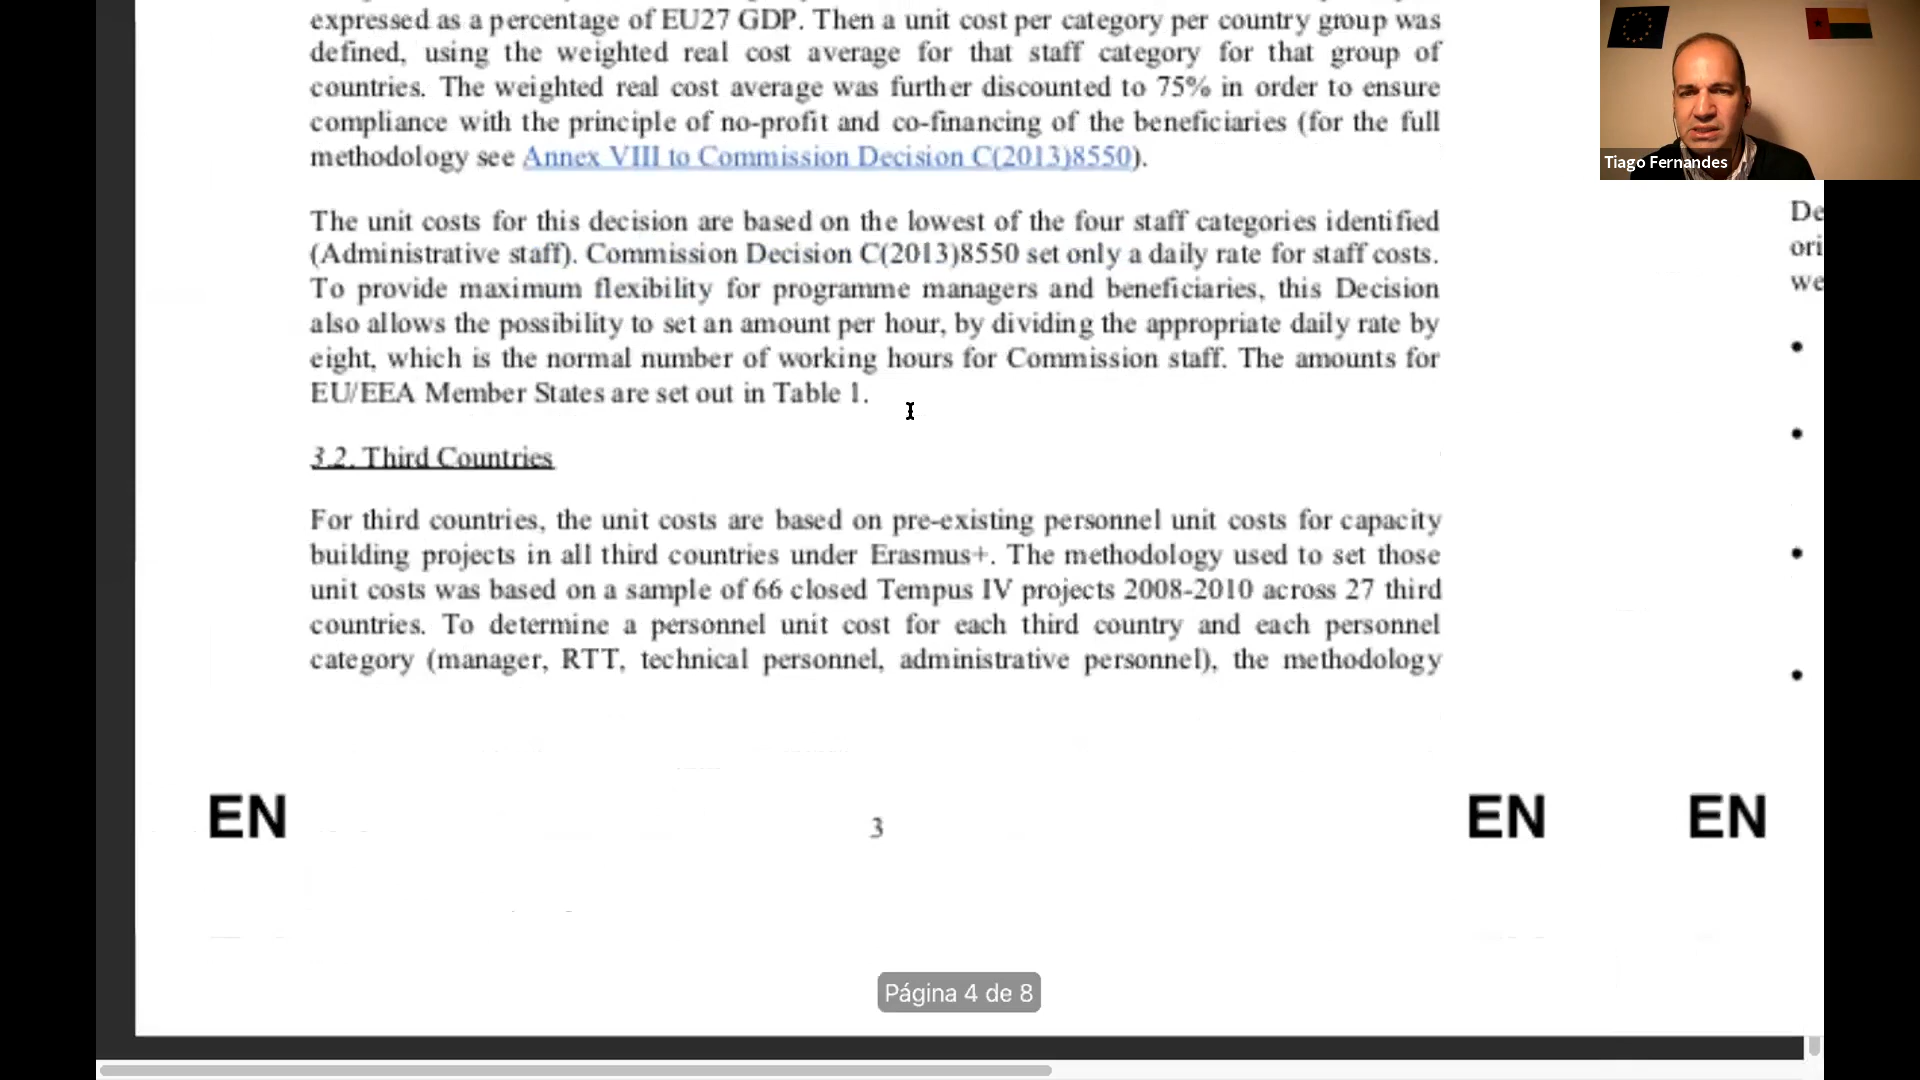 expressed as a percentage of EU27 GDP. Then a unit cost per category per country group was
defined, using the weighted real cost average for that staff category for that group of
countries. The weighted real cost average was further discounted to 75% in order to ensure
compliance with the principle of no-profit and co-financing of the beneficiaries (for the full
methodology see Annex VIII to Commission Decision C(2013)8550).
The unit costs for this decision are based on the lowest of the four staff categories identified
(Administrative staff). Commission Decision C(2013)8550 set only a daily rate for staff costs.
To provide maximum flexibility for programme managers and beneficiaries, this Decision
also allows the possibility to set an amount per hour, by dividing the appropriate daily rate by
eight, which is the normal number of working hours for Commission staff. The amounts for
EU/EEA Member States are set out in Table 1.
3.2. Third Countries
For third countries, the unit costs are based on pre-existing personnel unit costs for capacity
building projects in all third countries under Erasmus+. The methodology used to set those
unit costs was based on a sample of 66 closed Tempus IV projects 2008-2010 across 27 third
countries. To determine a personnel unit cost for each third country and each personnel
category (manager, RTT, technical personnel, administrative personnel), the methodology
EN
3
EN
EN
Página 4 de 8
Tiago Fernandes
De
ori
we